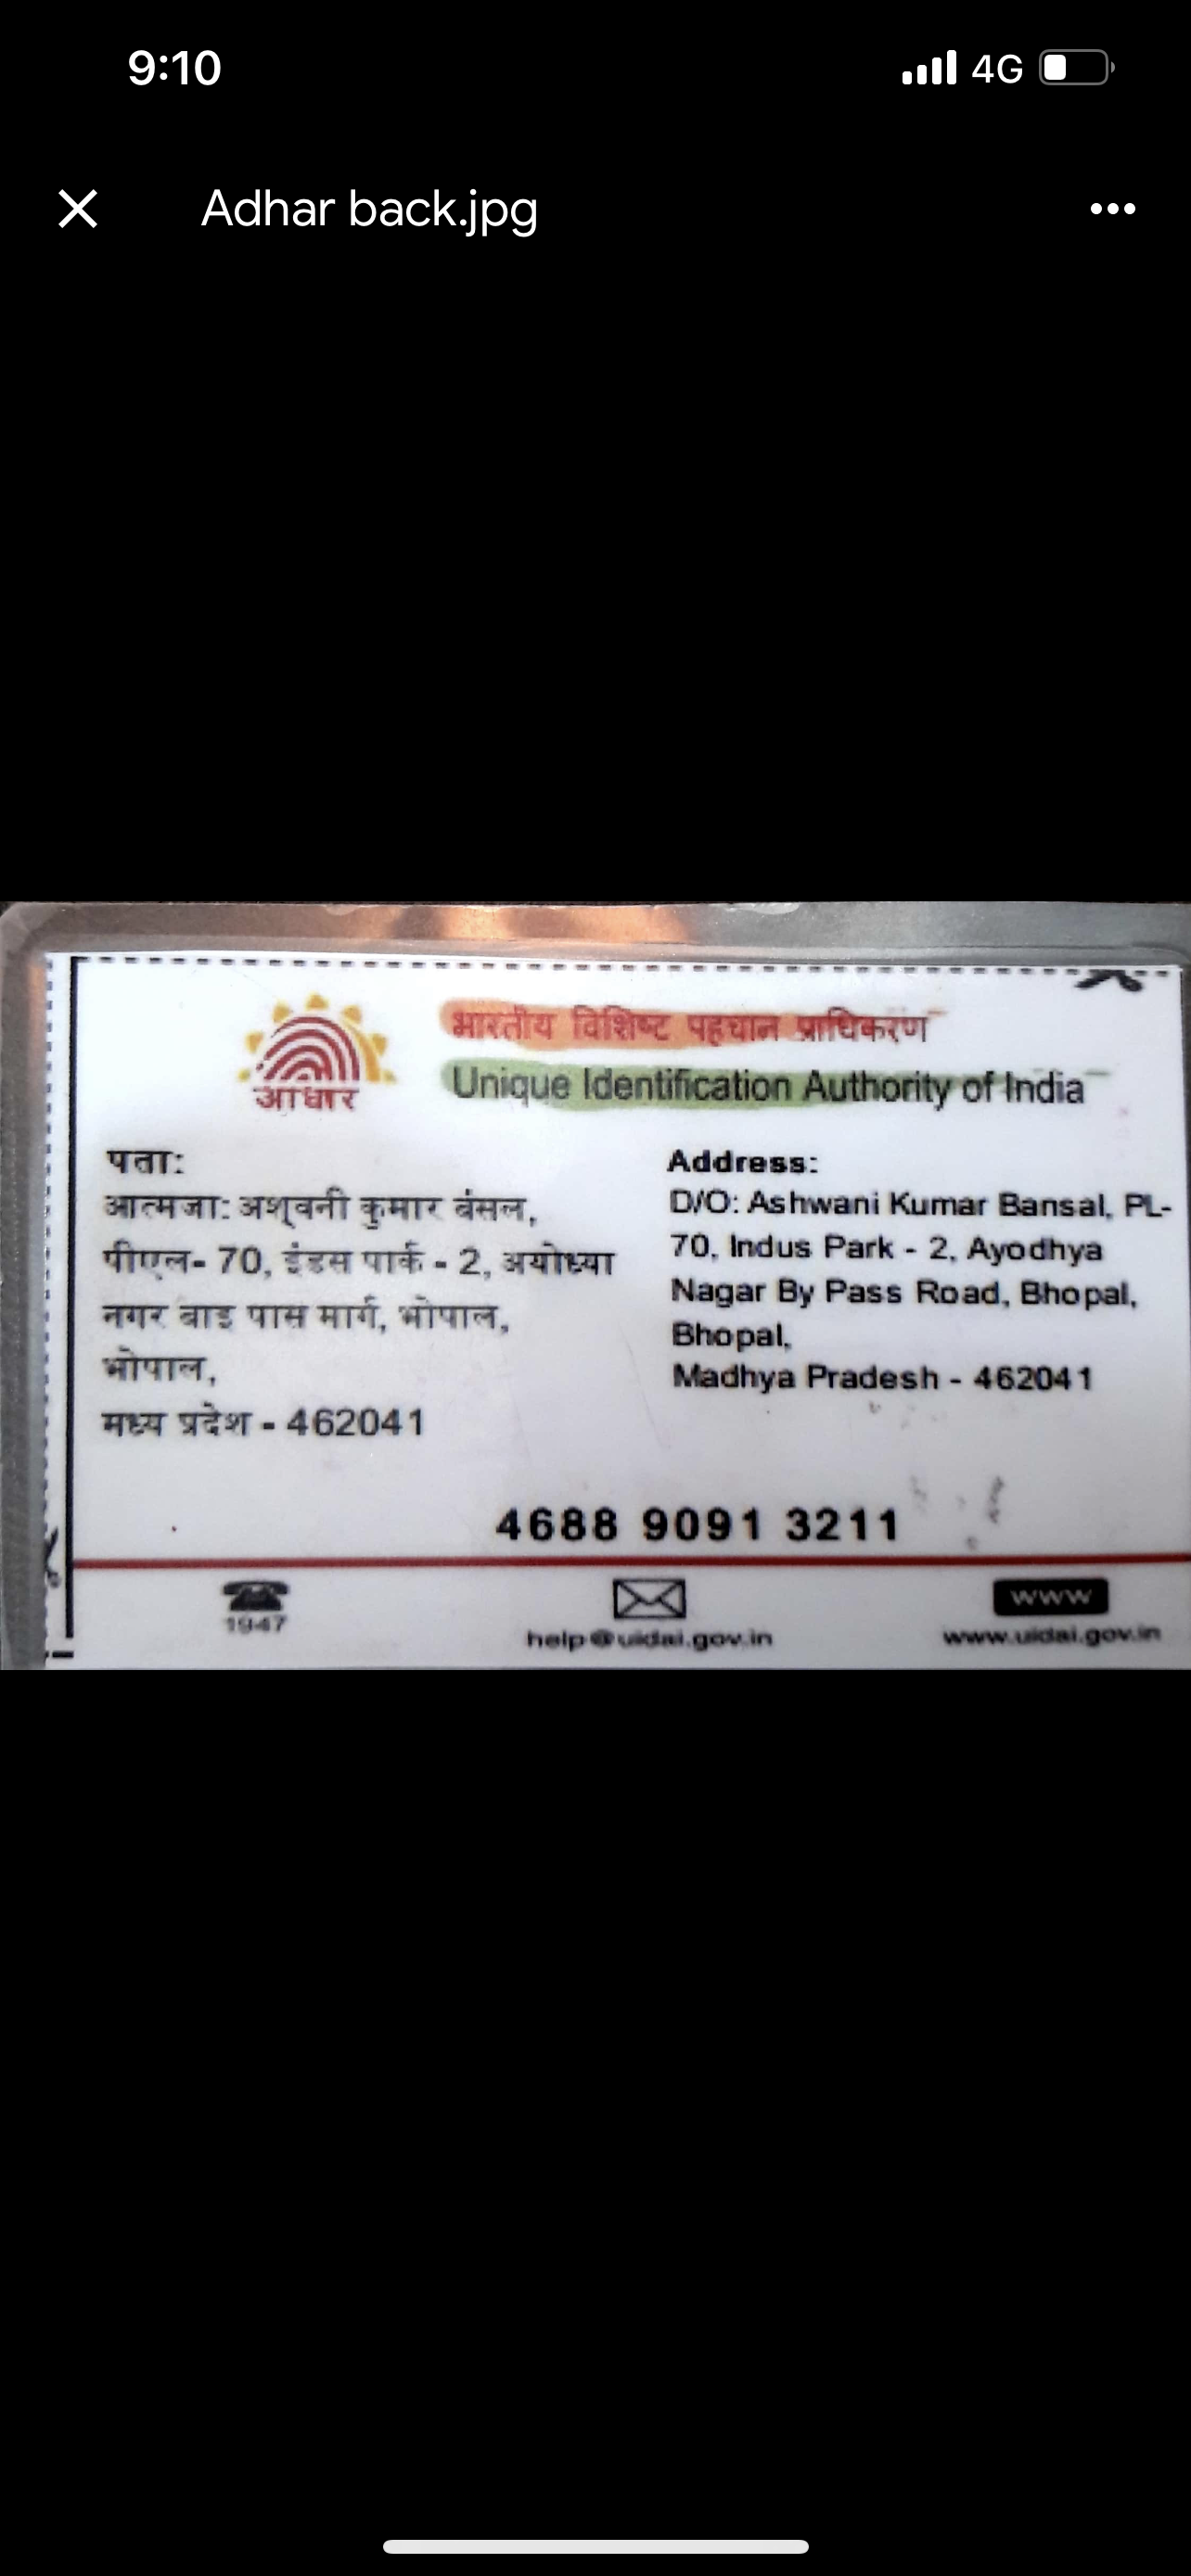 9:10
4G
Adhar back.jpg
भारतीय विशिष्ट पहचान प्राधिकरण
Unique Identification Authority of India
आधार
पता:
आत्मजा: अश्वनी कुमार बंसल,
पीएल- 70, इंडस पार्क - 2, अयोध्या
नगर बाइ पास मार्ग, भोपाल,
भोपाल,
मध्य प्रदेश - 462041
Address:
D/O: Ashwani Kumar Bansal, PL-
70, Indus Park - 2, Ayodhya
Nagar By Pass Road, Bhopal,
Bhopal,
Madhya Pradesh - 462041
4688 9091 3211
1947
help@uidai.gov.in
www
www.uidai.gov.in